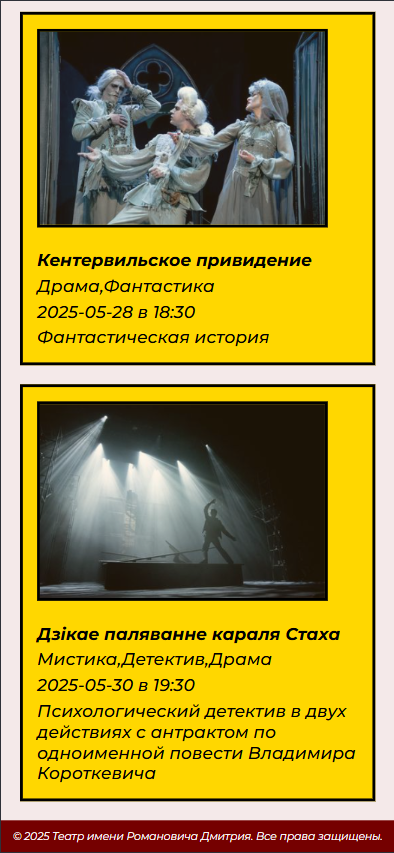 Кентервильское привидение
Драма,Фантастика
2025-05-28 в 18:30
Фантастическая история
Дзікае паляванне караля Стаха
Мистика,Детектив,Драма
2025-05-30 в 19:30
Психологический детектив в двух
действиях с антрактом по
одноименной повести Владимира
Короткевича
© 2025 Театр имени Романовича Дмитрия. Все права защищены.